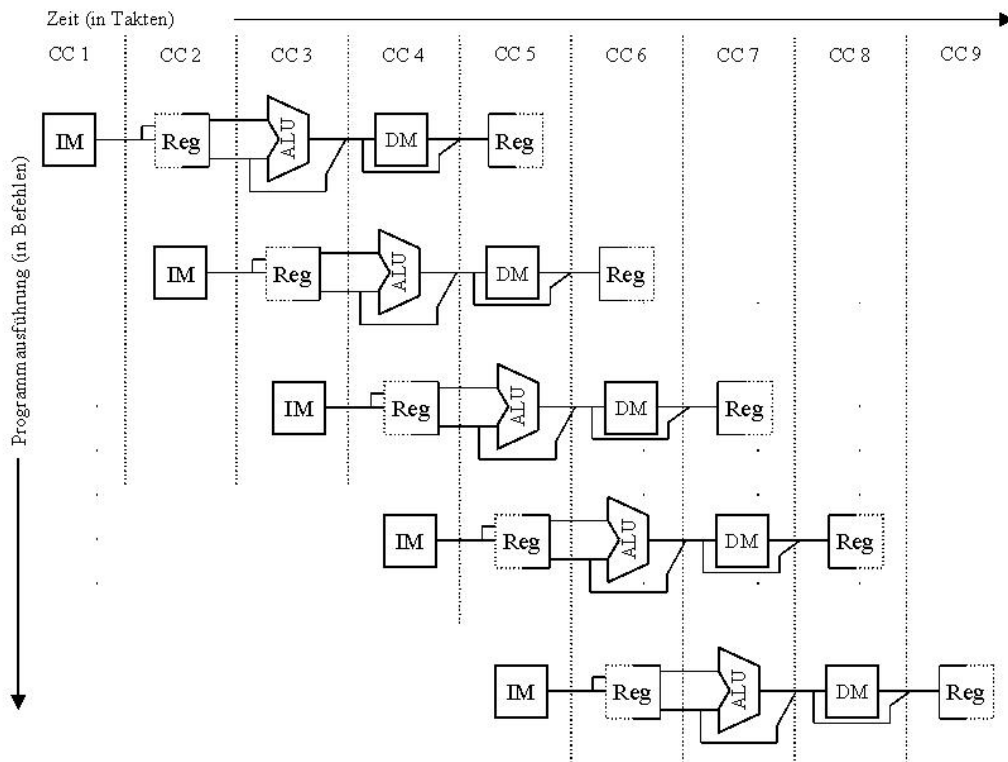 Zeit (in Takten)
CC 1 CC 2 CC 3 CC 4 CC 5 CC 6 CC 7 CC 8 CC 9
Programmausführung (in Befehlen)
IM Reg ALU DM Reg
IM Reg ALU DM Reg
IM Reg ALU DM Reg
IM Reg ALU DM Reg
IM Reg ALU DM Reg